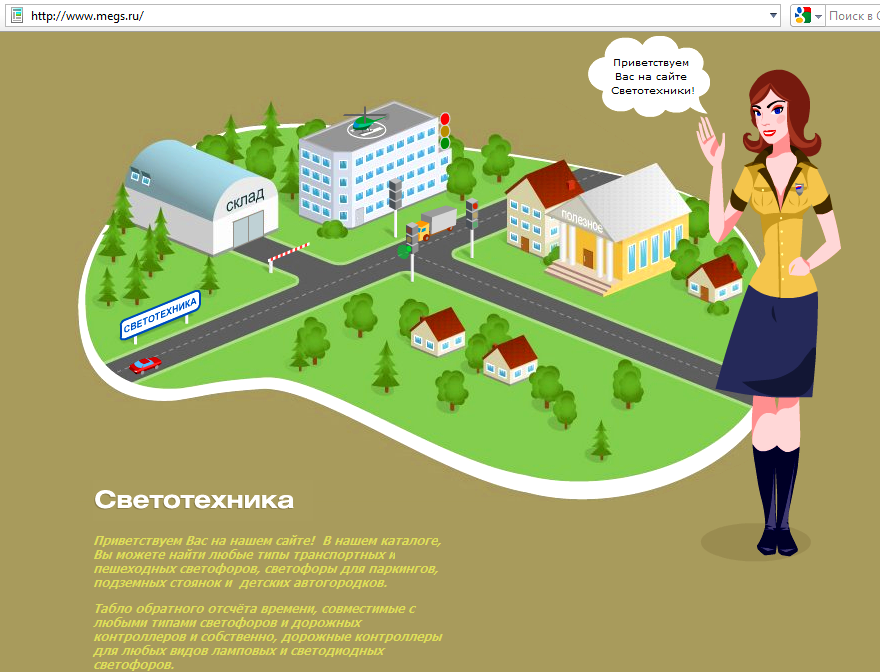 http://www.megs.ru/
Поиск в
Приветствуем
Вас на сайте
Светотехники!
склад
полезное
СВЕТОТЕХНИКА
Светотехника
Приветствуем Вас на нашем сайте! В нашем каталоге,
Вы можете найти любые типы транспортных и
пешеходных светофоров, светофоры для паркингов,
подземных стоянок и детских автогородков.
Табло обратного отсчёта времени, совместимые с
любыми типами светофоров и дорожных
контроллеров и собственно, дорожные контроллеры
для любых видов ламповых и светодиодных
светофоров.